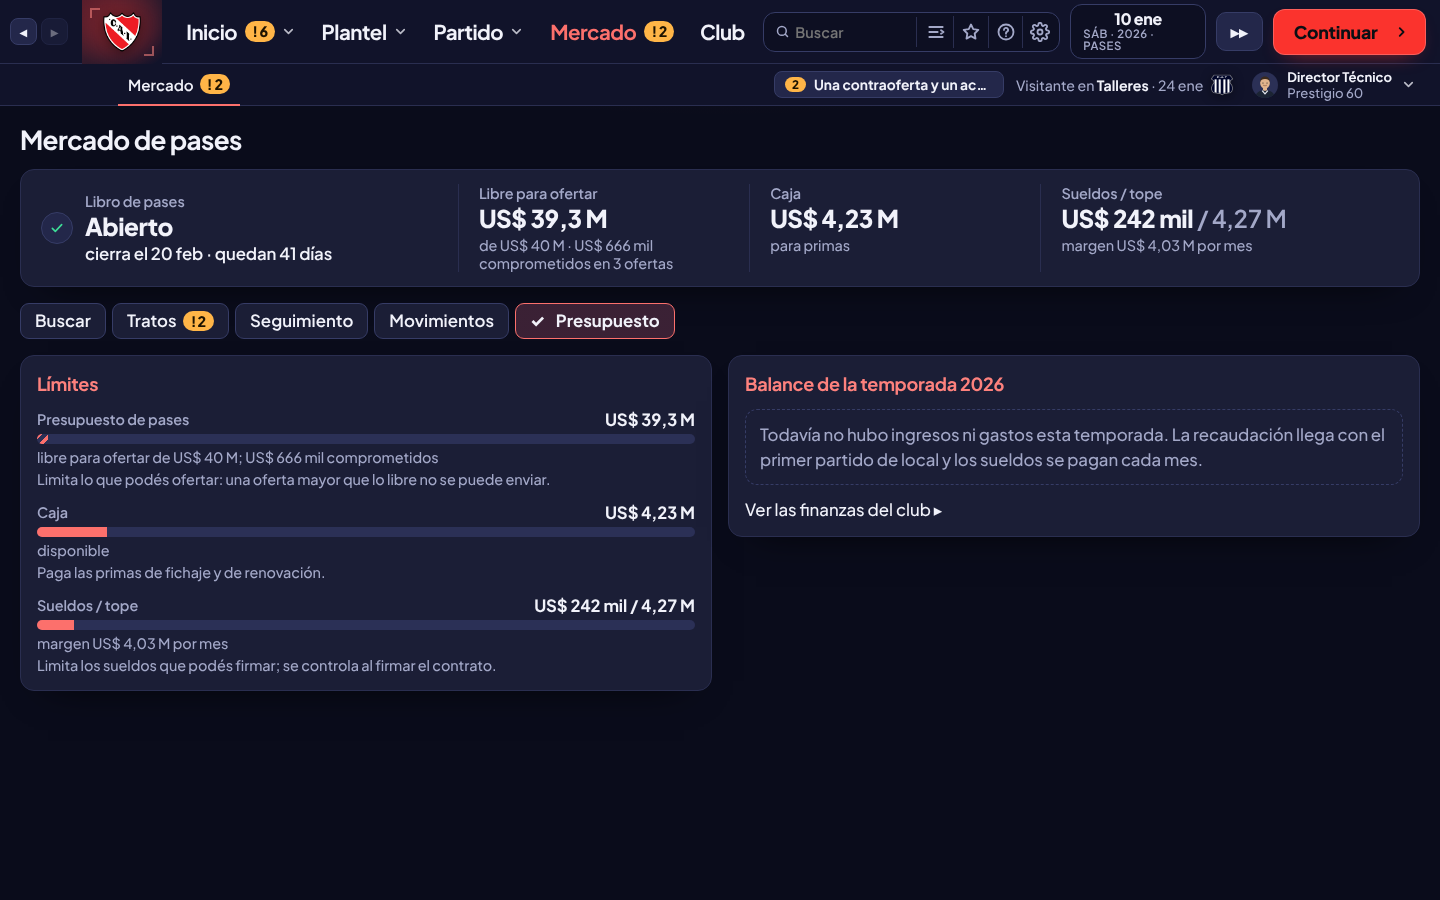 Inicio !6 Plantel Partido Mercado !2 Club Buscar 10 ene Continuar
SÁB · 2026 ·
PASES
Mercado !2 2 Una contraoferta y un ac... Visitante en Talleres · 24 ene Director Técnico
Prestigio 60
Mercado de pases
Libro de pases
Abierto
cierra el 20 feb · quedan 41 días
Libre para ofertar
US$ 39,3 M
de US$ 40 M · US$ 666 mil
comprometidos en 3 ofertas
Caja
US$ 4,23 M
para primas
Sueldos / tope
US$ 242 mil / 4,27 M
margen US$ 4,03 M por mes
Buscar Tratos !2 Seguimiento Movimientos Presupuesto
Límites
Presupuesto de pases US$ 39,3 M
libre para ofertar de US$ 40 M; US$ 666 mil comprometidos
Limita lo que podés ofertar: una oferta mayor que lo libre no se puede enviar.
Caja US$ 4,23 M
disponible
Paga las primas de fichaje y de renovación.
Sueldos / tope US$ 242 mil / 4,27 M
margen US$ 4,03 M por mes
Limita los sueldos que podés firmar; se controla al firmar el contrato.
Balance de la temporada 2026
Todavía no hubo ingresos ni gastos esta temporada. La recaudación llega con el
primer partido de local y los sueldos se pagan cada mes.
Ver las finanzas del club ▸